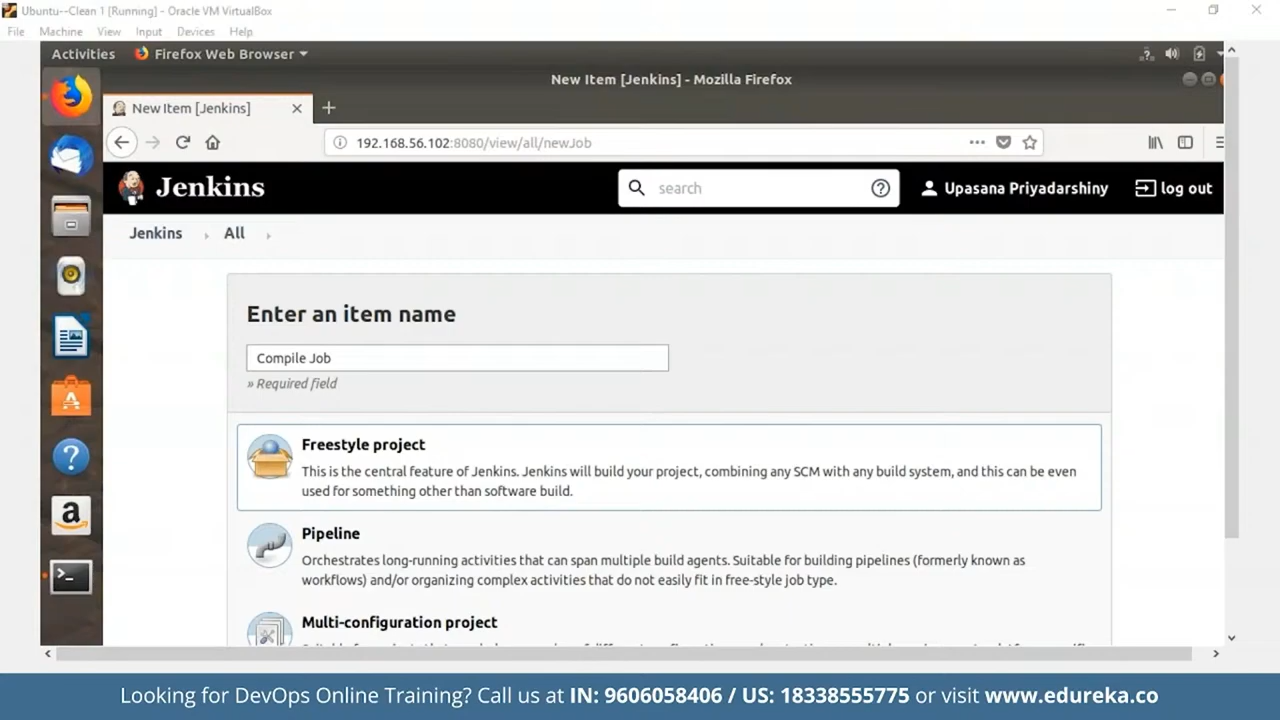 Ubuntu--Clean 1 [Running] - Oracle VM VirtualBox
File Machine View Input Devices Help
Activities Firefox Web Browser
New Item [Jenkins] - Mozilla Firefox
New Item [Jenkins]
192.168.56.102:8080/view/all/newJob
Jenkins search Upasana Priyadarshiny log out
Jenkins All
Enter an item name
Compile Job
» Required field
Freestyle project
This is the central feature of Jenkins. Jenkins will build your project, combining any SCM with any build system, and this can be even
used for something other than software build.
Pipeline
Orchestrates long-running activities that can span multiple build agents. Suitable for building pipelines (formerly known as
workflows) and/or organizing complex activities that do not easily fit in free-style job type.
Multi-configuration project
Looking for DevOps Online Training? Call us at IN: 9606058406 / US: 18338555775 or visit www.edureka.co